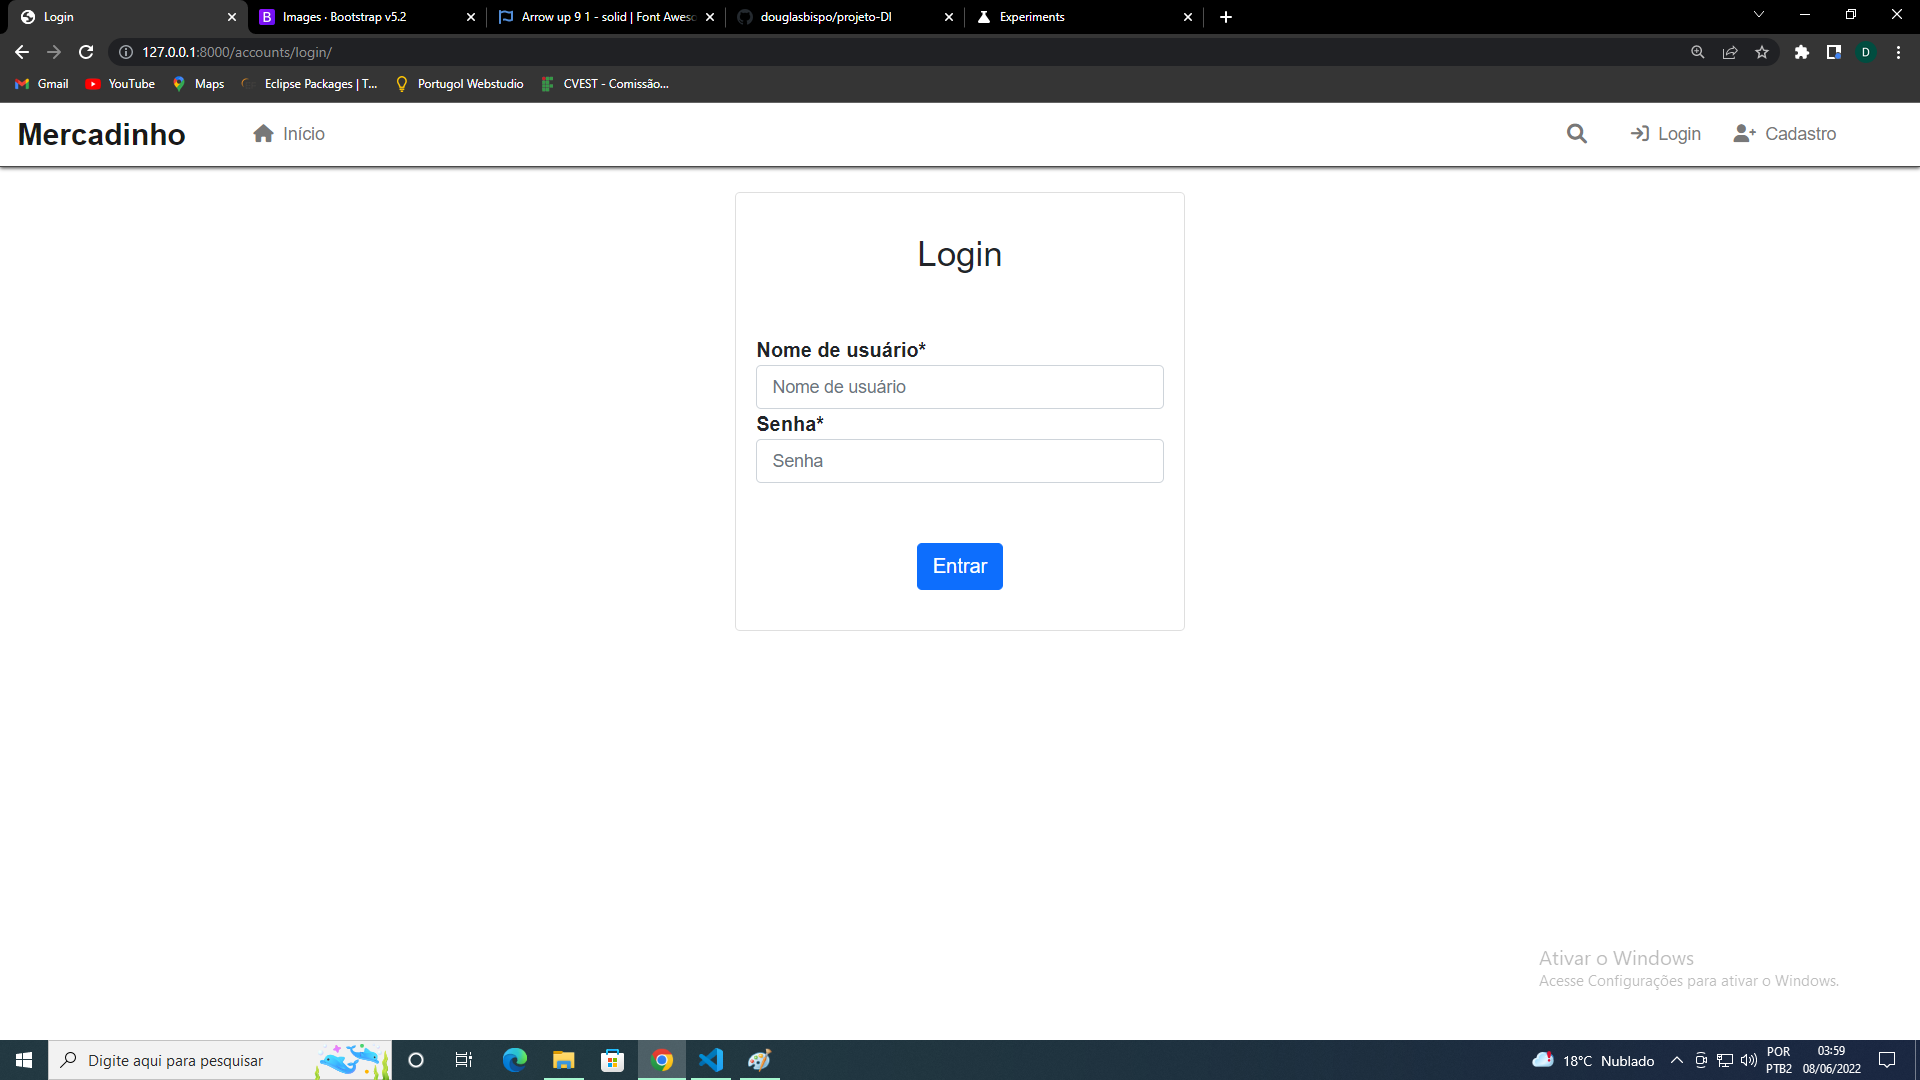 Login
Images · Bootstrap v5.2
Arrow up 9 1 - solid | Font Aweso
douglasbispo/projeto-DI
Experiments
127.0.0.1:8000/accounts/login/
D
Gmail
YouTube
Maps
Eclipse Packages | T...
Portugol Webstudio
CVEST - Comissão...
Mercadinho
Início
Login
Cadastro
Login
Nome de usuário*
Nome de usuário
Senha*
Senha
Entrar
Ativar o Windows
Acesse Configurações para ativar o Windows.
Digite aqui para pesquisar
18°C Nublado
POR
PTB2
03:59
08/06/2022